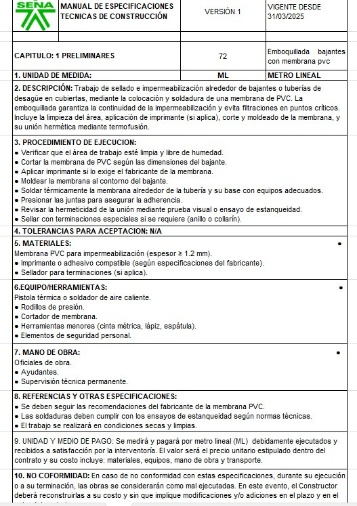 SENA
MANUAL DE ESPECIFICACIONES
TECNICAS DE CONSTRUCCIÓN
VERSIÓN 1
VIGENTE DESDE
31/03/2025
CAPITULO: 1 PRELIMINARES
72
Emboquillada bajantes
con membrana pvc
1. UNIDAD DE MEDIDA:
ML
METRO LINEAL
2. DESCRIPCIÓN: Trabajo de sellado e impermeabilización alrededor de bajantes o tuberías de
desagüe en cubiertas, mediante la colocación y soldadura de una membrana de PVC. La
emboquillada garantiza la continuidad de la impermeabilización y evita filtraciones en puntos críticos.
Incluye la limpieza del área, aplicación de imprimante (si aplica), corte y moldeado de la membrana, y
su unión hermética mediante termofusión.
3. PROCEDIMIENTO DE EJECUCION:
● Verificar que el área de trabajo esté limpia y libre de humedad.
● Cortar la membrana de PVC según las dimensiones del bajante.
● Aplicar imprimante si lo exige el fabricante de la membrana.
● Moldear la membrana al contorno del bajante.
● Soldar térmicamente la membrana alrededor de la tubería y su base con equipos adecuados.
● Presionar las juntas para asegurar la adherencia.
● Revisar la hermeticidad de la unión mediante prueba visual o ensayo de estanqueidad.
● Sellar con terminaciones especiales si se requiere (anillo o collarín).
4. TOLERANCIAS PARA ACEPTACION: N/A
5. MATERIALES: ●
Membrana PVC para impermeabilización (espesor ≥ 1.2 mm).
● Imprimante o adhesivo compatible (según especificaciones del fabricante).
● Sellador para terminaciones (si aplica).
6.EQUIPO/HERRAMIENTAS: ●
Pistola térmica o soldador de aire caliente.
● Rodillos de presión.
● Cortador de membrana.
● Herramientas menores (cinta métrica, lápiz, espátula).
● Elementos de seguridad personal.
7. MANO DE OBRA: ●
Oficiales de obra.
● Ayudantes.
● Supervisión técnica permanente.
8. REFERENCIAS Y OTRAS ESPECIFICACIONES:
● Se deben seguir las recomendaciones del fabricante de la membrana PVC.
● Las soldaduras deben cumplir con los ensayos de estanqueidad según normas técnicas.
● El trabajo se realizará en condiciones secas y limpias.
9. UNIDAD Y MEDIO DE PAGO: Se medirá y pagará por metro lineal (ML) debidamente ejecutados y
recibidos a satisfacción por la interventoría. El valor será el precio unitario estipulado dentro del
contrato y su costo incluye: materiales, equipos, mano de obra y transporte.
10. NO COFORMIDAD: En caso de no conformidad con estas especificaciones, durante su ejecución
o a su terminación, las obras se considerarán como mal ejecutadas. En este evento, el Constructor
deberá reconstruirlas a su costo y sin que implique modificaciones y/o adiciones en el plazo y en el